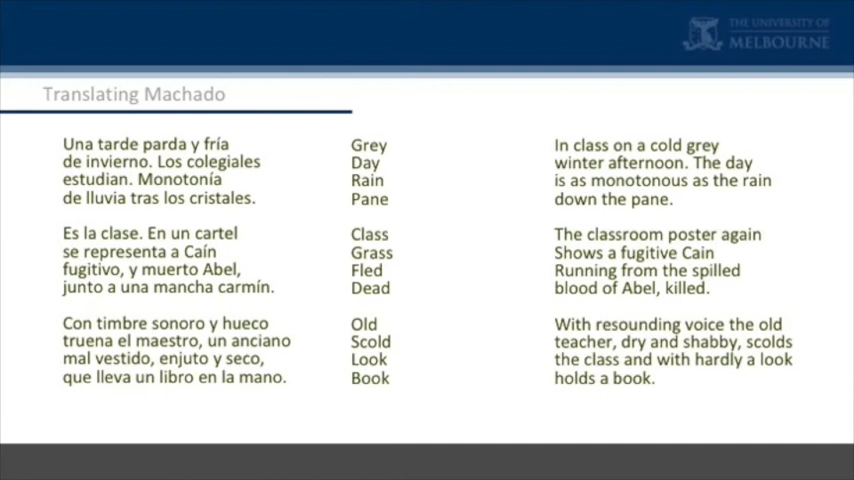 THE UNIVERSITY OF
MELBOURNE
Translating Machado
Una tarde parda y fría
de invierno. Los colegiales
estudian. Monotonía
de lluvia tras los cristales.
Es la clase. En un cartel
se representa a Caín
fugitivo, y muerto Abel,
junto a una mancha carmín.
Con timbre sonoro y hueco
truena el maestro, un anciano
mal vestido, enjuto y seco,
que lleva un libro en la mano.
Grey
Day
Rain
Pane
Class
Grass
Fled
Dead
Old
Scold
Look
Book
In class on a cold grey
winter afternoon. The day
is as monotonous as the rain
down the pane.
The classroom poster again
Shows a fugitive Cain
Running from the spilled
blood of Abel, killed.
With resounding voice the old
teacher, dry and shabby, scolds
the class and with hardly a look
holds a book.